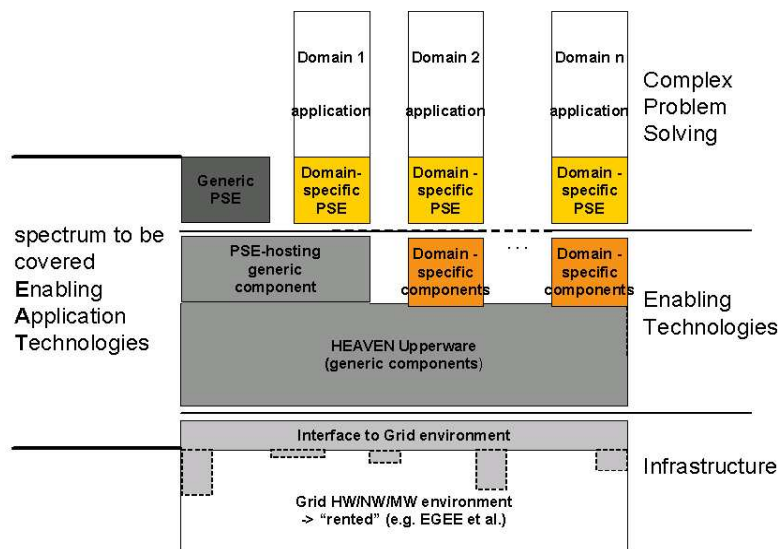 Domain 1
application
Domain 2
application
Domain n
application
Complex
Problem
Solving
Generic
PSE
Domain-
specific
PSE
Domain -
specific
PSE
Domain -
specific
PSE
spectrum to be
covered
Enabling
Application
Technologies
PSE-hosting
generic
component
Domain -
specific
components
...
Domain -
specific
components
Enabling
Technologies
HEAVEN Upperware
(generic components)
Interface to Grid environment
Infrastructure
Grid HW/NW/MW environment
-> “rented” (e.g. EGEE et al.)